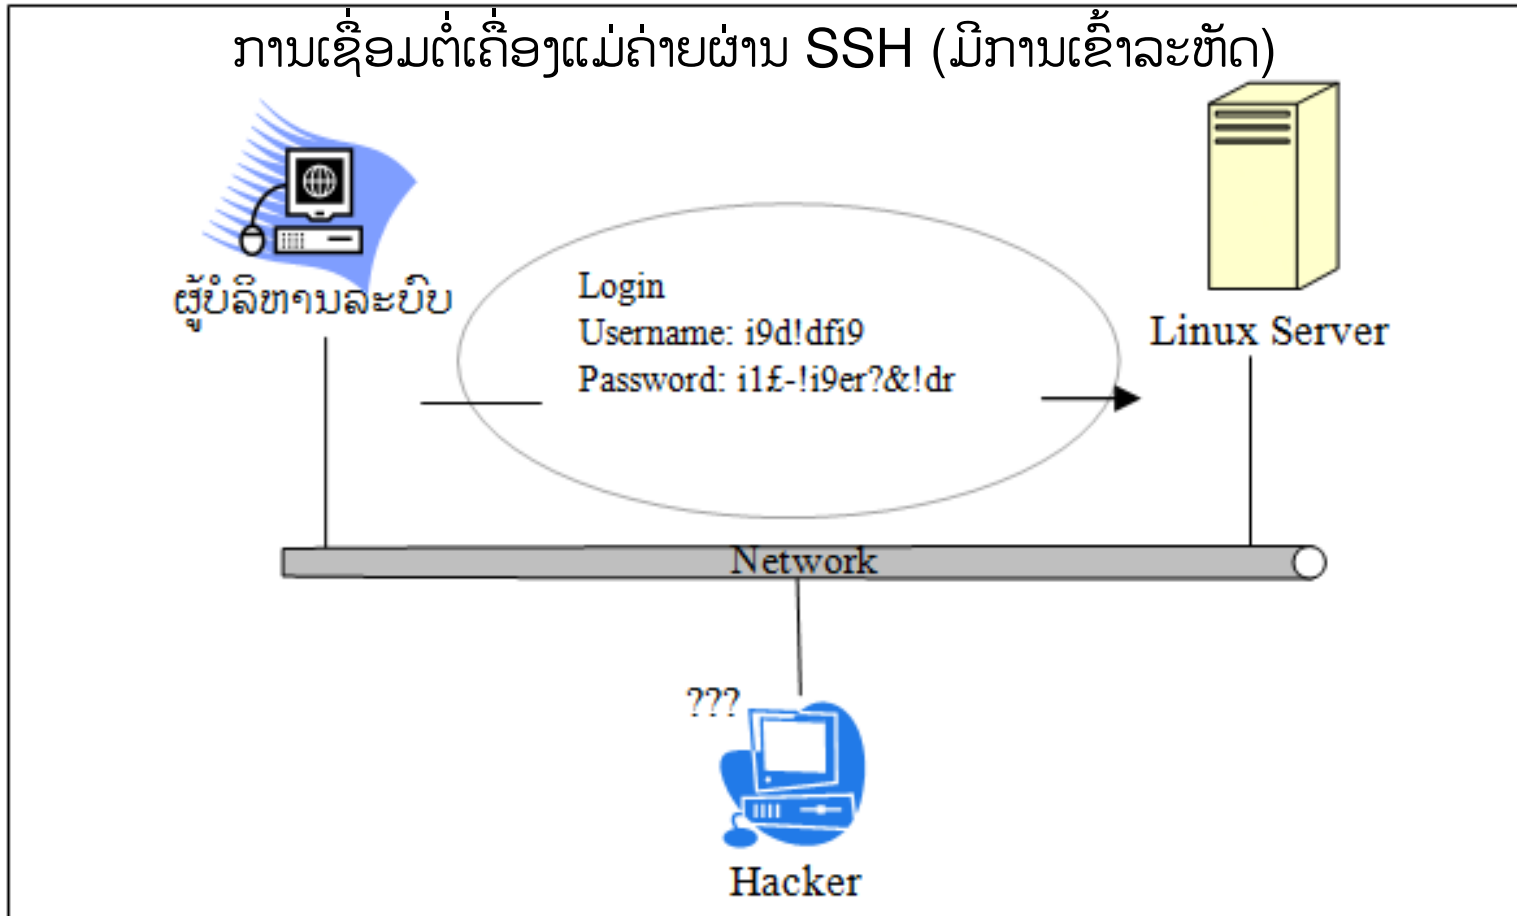 ການເຊື່ອມຕໍ່ເຄື່ອງແມ່ຄ່າຍຜ່ານ SSH (ມີການເຂົ້າລະຫັດ)
ຜູ້ບໍລິຫານລະບົບ
Login
Username: i9d!dfi9
Password: i1£-!i9er?&!dr
Linux Server
Network
???
Hacker